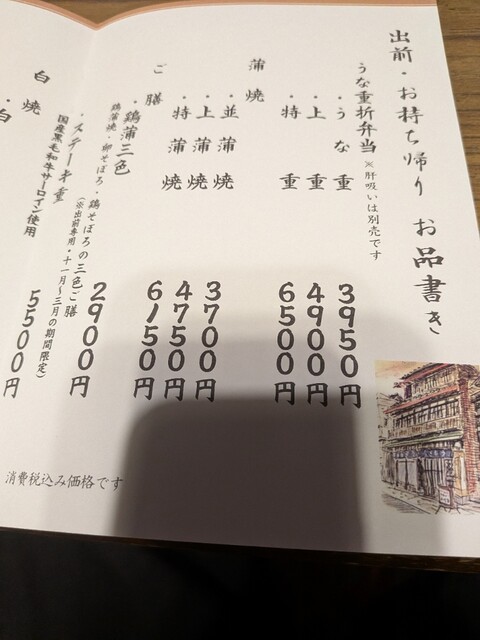 出前・お持ち帰り お品書き
うな重折弁当 ※肝吸いは別売です
・うな重 3950円
・上重 4900円
・特重 6500円
蒲焼
・並蒲焼 3700円
・上蒲焼 4750円
・特蒲焼 6150円
ご膳
・鶏蒲三色 2900円
鶏蒲焼・卵そぼろ・鶏そぼろの三色ご膳
・ステーキ重 (※出前専用・十一月~三月の期間限定) 5500円
国産黒毛和牛サーロイン使用
白焼
・白
消費税込み価格です